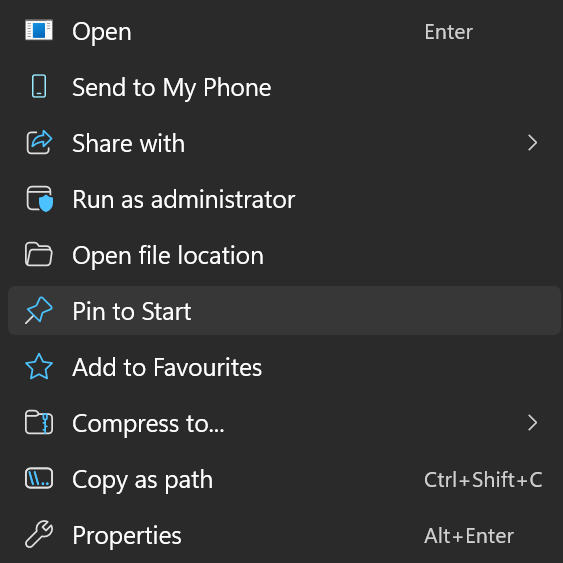 Open Enter
Send to My Phone
Share with
Run as administrator
Open file location
Pin to Start
Add to Favourites
Compress to...
Copy as path Ctrl+Shift+C
Properties Alt+Enter